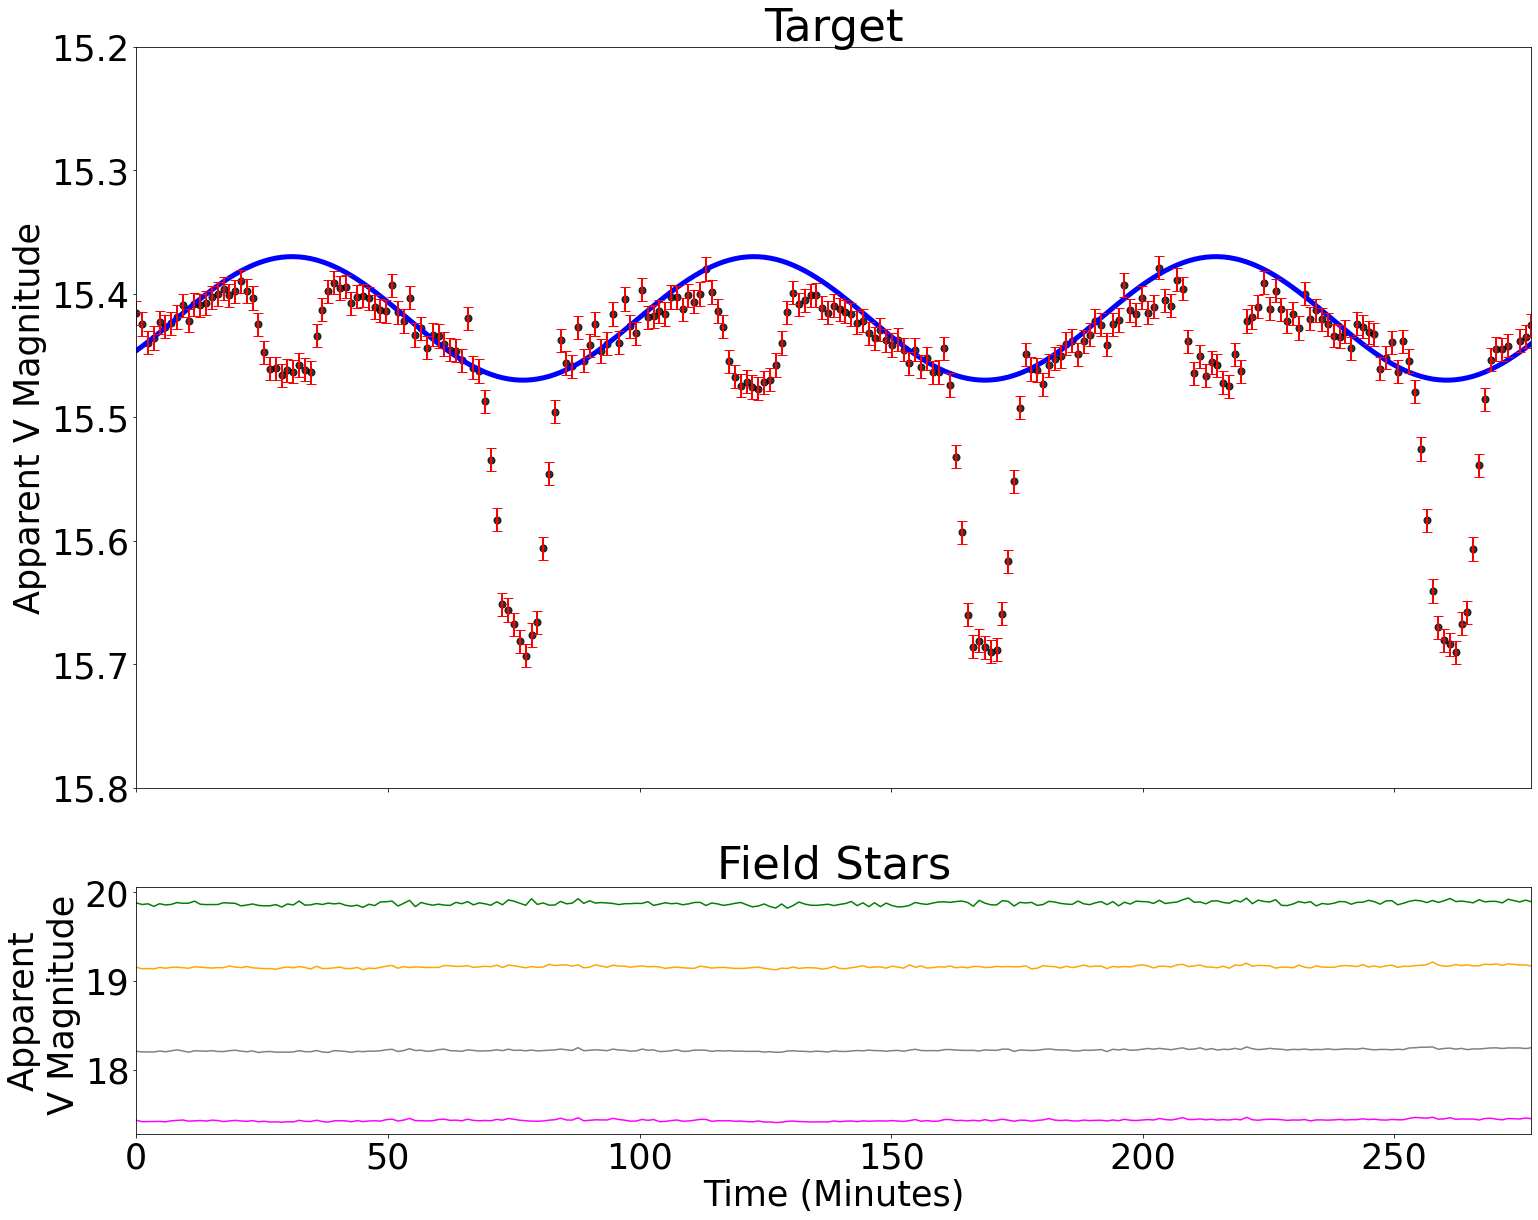 Target
15.2
15.3
15.4
15.5
15.6
15.7
15.8
Apparent V Magnitude
Field Stars
20
19
18
Apparent
V Magnitude
0 50 100 150 200 250
Time (Minutes)